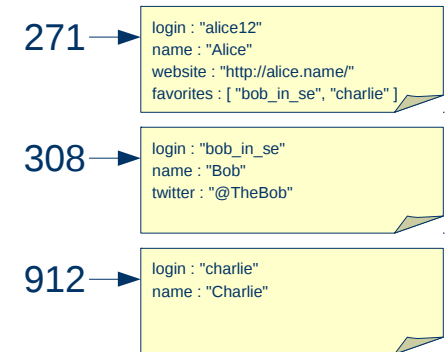 271
login : "alice12"
name : "Alice"
website : "http://alice.name/"
favorites : [ "bob_in_se", "charlie" ]
308
login : "bob_in_se"
name : "Bob"
twitter : "@TheBob"
912
login : "charlie"
name : "Charlie"